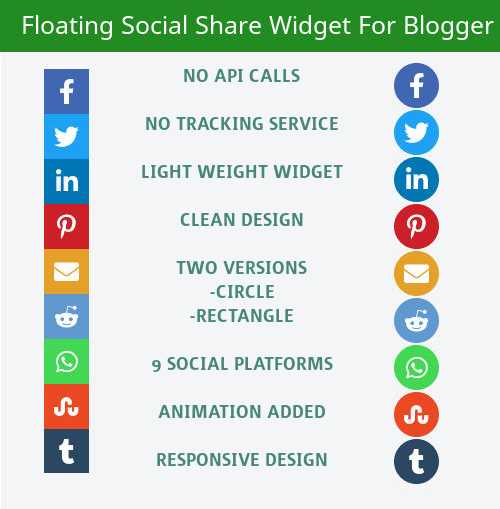 Floating Social Share Widget For Blogger
NO API CALLS
NO TRACKING SERVICE
LIGHT WEIGHT WIDGET
CLEAN DESIGN
TWO VERSIONS
-CIRCLE
-RECTANGLE
9 SOCIAL PLATFORMS
ANIMATION ADDED
RESPONSIVE DESIGN